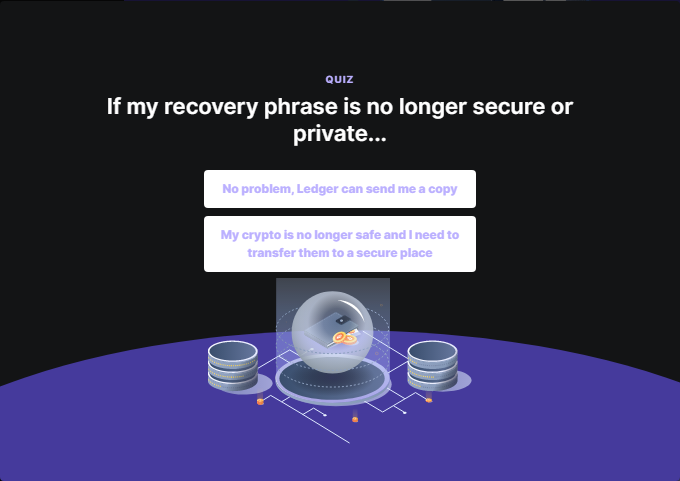 QUIZ
If my recovery phrase is no longer secure or
private...
No problem, Ledger can send me a copy
My crypto is no longer safe and I need to
transfer them to a secure place